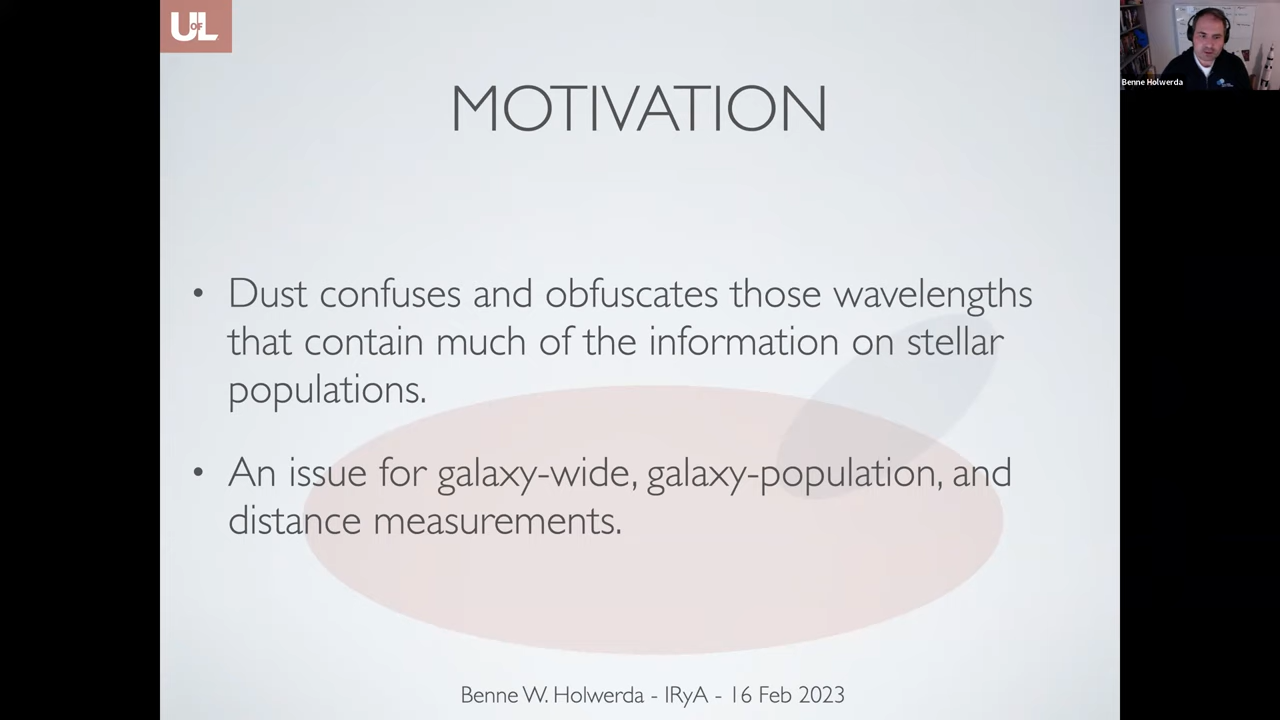 UofL
Benne Holwerda
MOTIVATION
• Dust confuses and obfuscates those wavelengths
that contain much of the information on stellar
populations.
• An issue for galaxy-wide, galaxy-population, and
distance measurements.
Benne W. Holwerda - IRyA - 16 Feb 2023